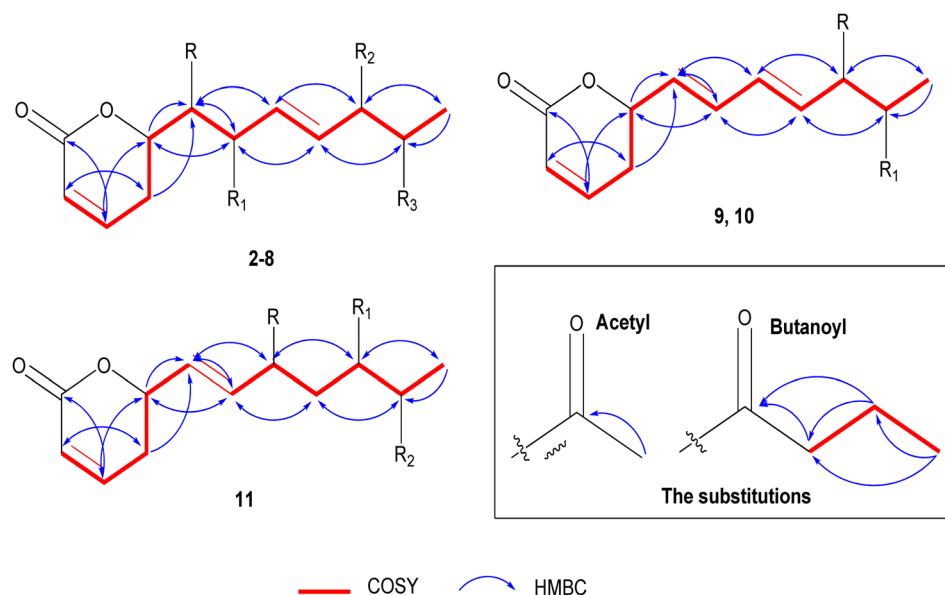 R
R₂
O
O
R₁
R₃
2-8
R
O
O
R₁
9, 10
R
R₁
O
O
R₂
11
O
Acetyl
O
Butanoyl
The substitutions
COSY
HMBC